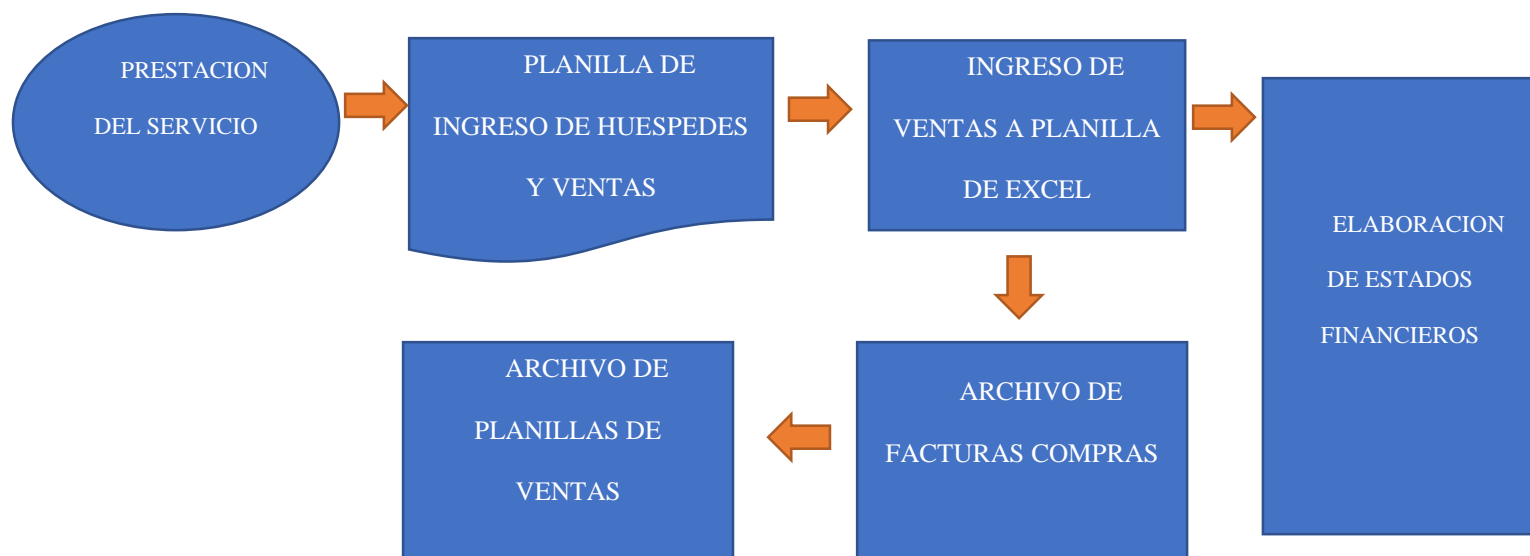 PRESTACION
DEL SERVICIO
PLANILLA DE
INGRESO DE HUESPEDES
Y VENTAS
INGRESO DE
VENTAS A PLANILLA
DE EXCEL
ELABORACION
DE ESTADOS
FINANCIEROS
ARCHIVO DE
PLANILLAS DE
VENTAS
ARCHIVO DE
FACTURAS COMPRAS